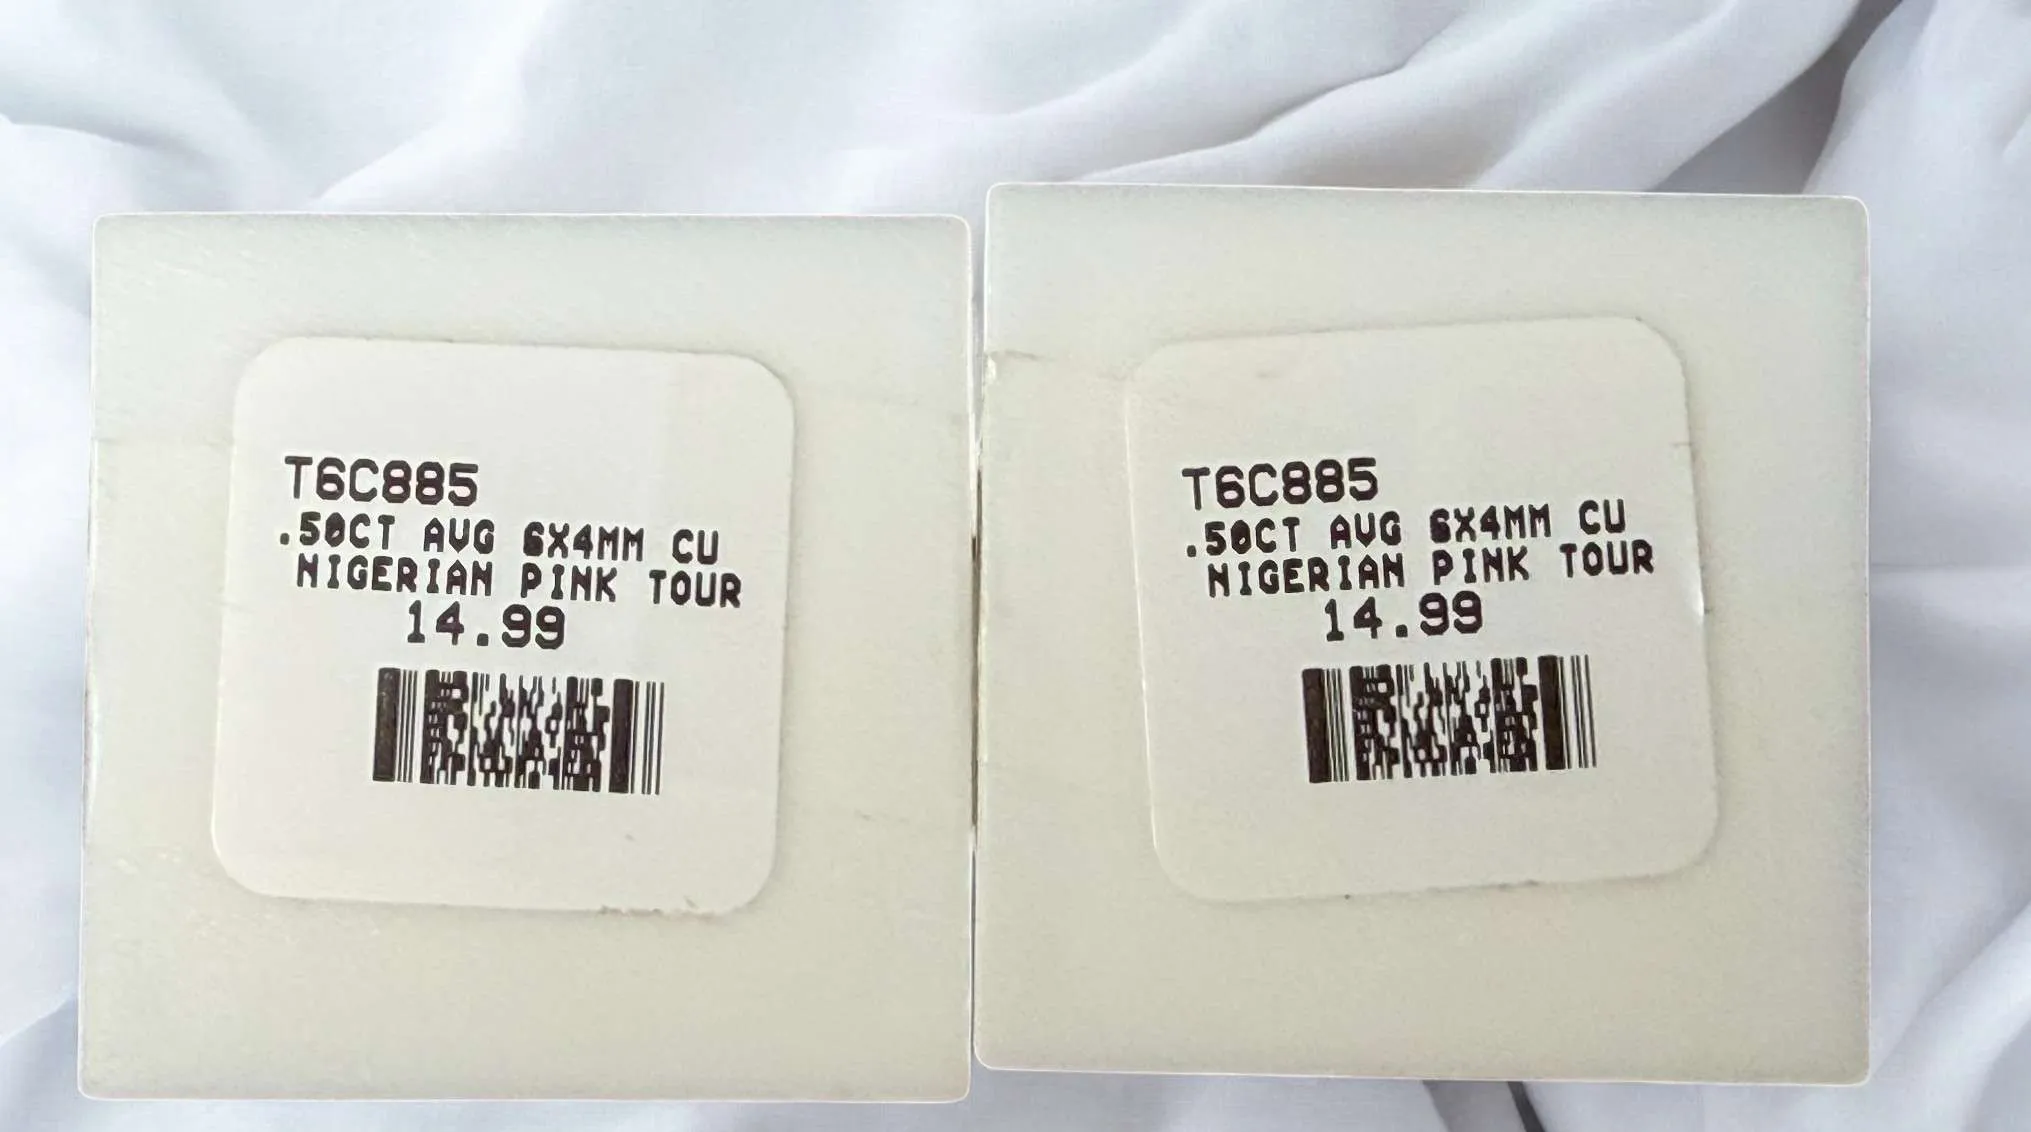 T6C885
.50CT AVG 6X4MM CU
NIGERIAN PINK TOUR
14.99
T6C885
.50CT AVG 6X4MM CU
NIGERIAN PINK TOUR
14.99